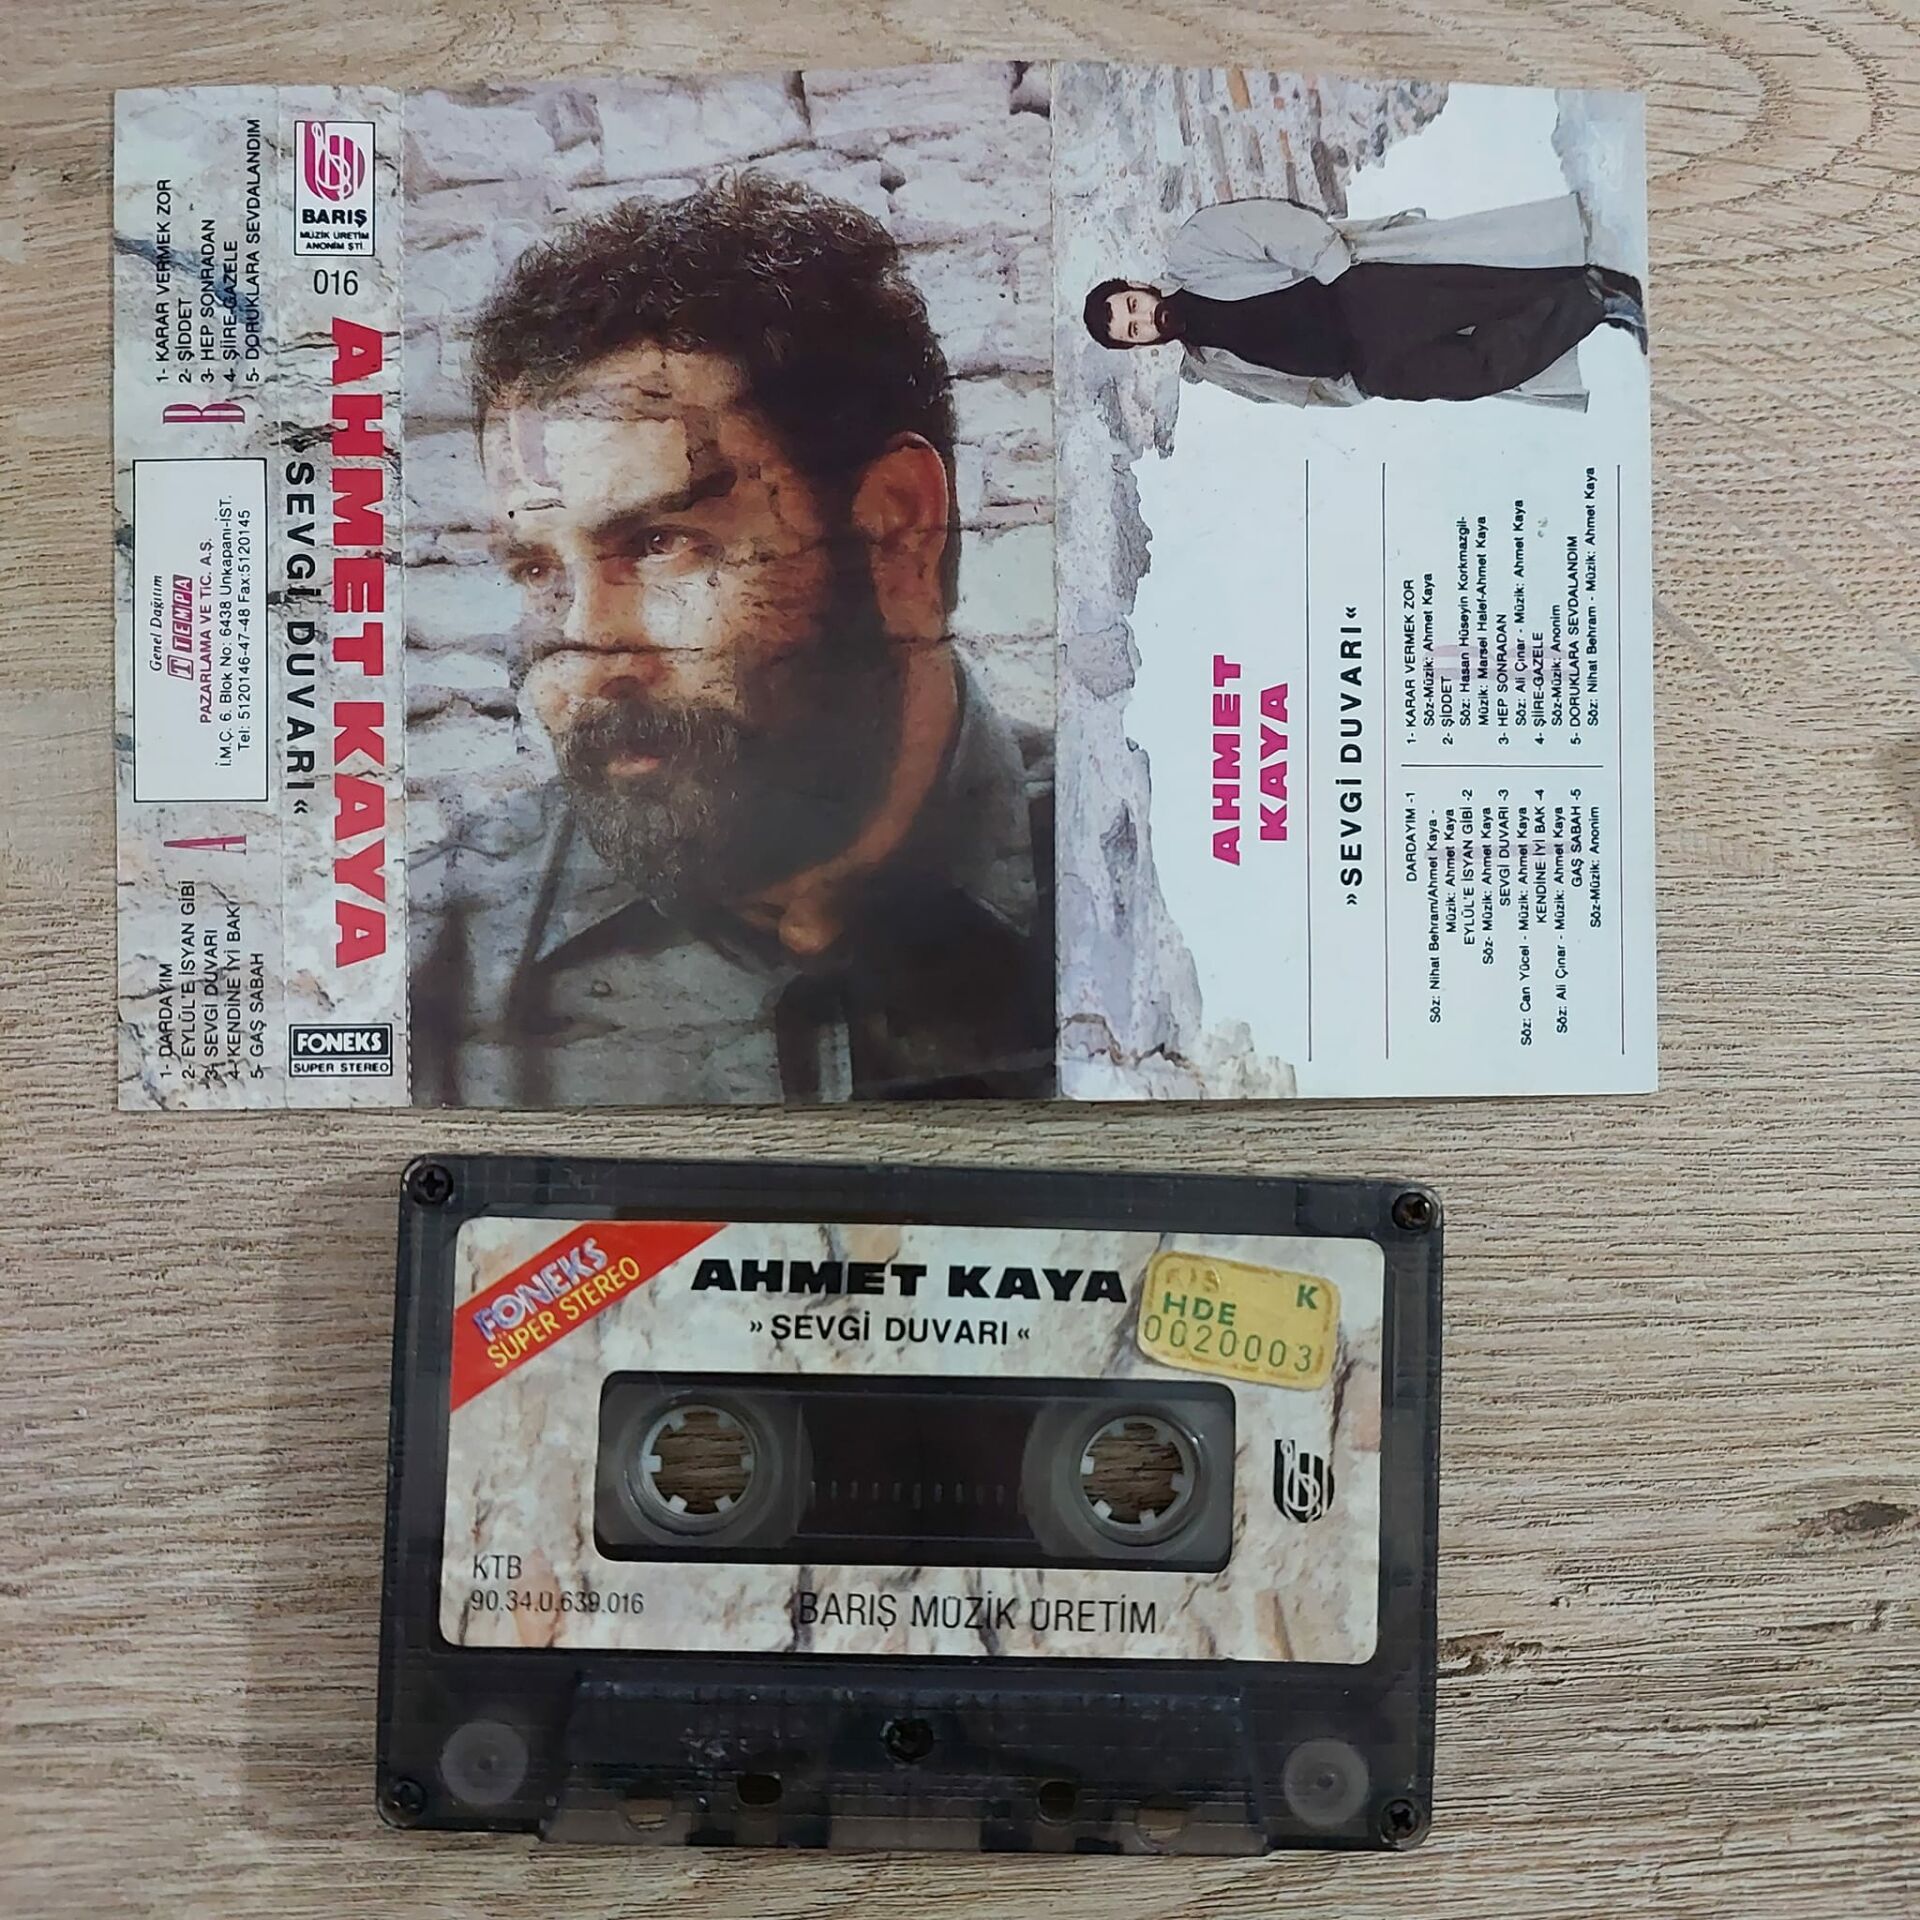 1- KARAR VERMEK ZOR
2- ŞİDDET
3- HEP SONRADAN
4- ŞİİRE-GAZELE
5- DORUKLARA SEVDALANDIM
B
Genel Dağıtım
T TEMPA
PAZARLAMA VE TİC. A.Ş.
İ.M.Ç. 6. Blok No: 6438 Unkapanı-İST.
Tel: 5120146-47-48 Fax:5120145
A
1- DARDAYIM
2- EYLÜL'E İSYAN GİBİ
3- SEVGİ DUVARI
4- KENDİNE İYİ BAK
5- GAŞ SABAH
BARIŞ
MÜZİK ÜRETİM
ANONİM ŞTİ.
016
AHMET KAYA
»SEVGİ DUVARI«
FONEKS
SUPER STEREO
AHMET
KAYA
»SEVGİ DUVARI«
DARDAYIM -1
Söz: Nihat Behram/Ahmet Kaya -
Müzik: Ahmet Kaya
EYLÜL'E İSYAN GİBİ -2
Söz- Müzik: Ahmet Kaya
SEVGİ DUVARI -3
Söz: Can Yücel - Müzik: Ahmet Kaya
KENDİNE İYİ BAK -4
Söz: Ali Çınar - Müzik: Ahmet Kaya
GAŞ SABAH -5
Söz-Müzik: Anonim
1- KARAR VERMEK ZOR
Söz-Müzik: Ahmet Kaya
2- ŞİDDET
Söz: Hasan Hüseyin Korkmazgil-
Müzik: Marsel Halef-Ahmet Kaya
3- HEP SONRADAN
Söz: Ali Çınar - Müzik: Ahmet Kaya
4- ŞİİRE-GAZELE
Söz-Müzik: Anonim
5- DORUKLARA SEVDALANDIM
Söz: Nihat Behram - Müzik: Ahmet Kaya
FONEKS
SÜPER STEREO
AHMET KAYA
»SEVGİ DUVARI«
K
HDE
0020003
KTB
90.34.Ü.639.016
BARIŞ MÜZİK ÜRETİM